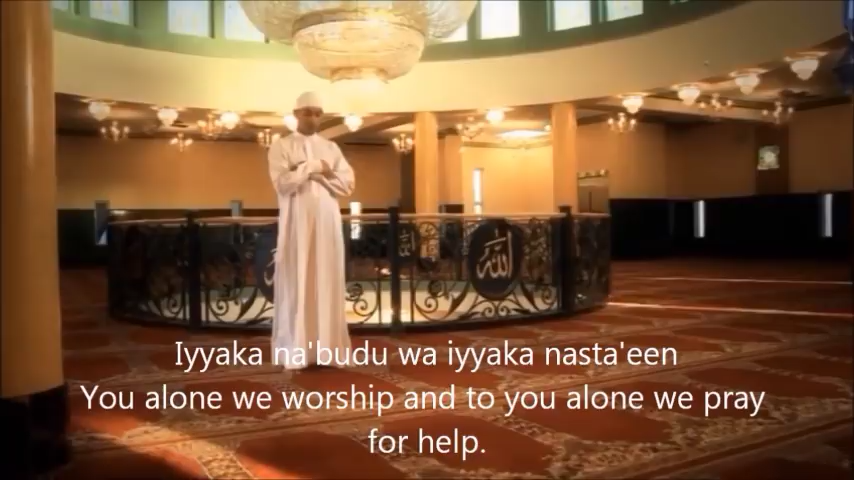 الله
Iyyaka na'budu wa iyyaka nasta'een
You alone we worship and to you alone we pray
for help.